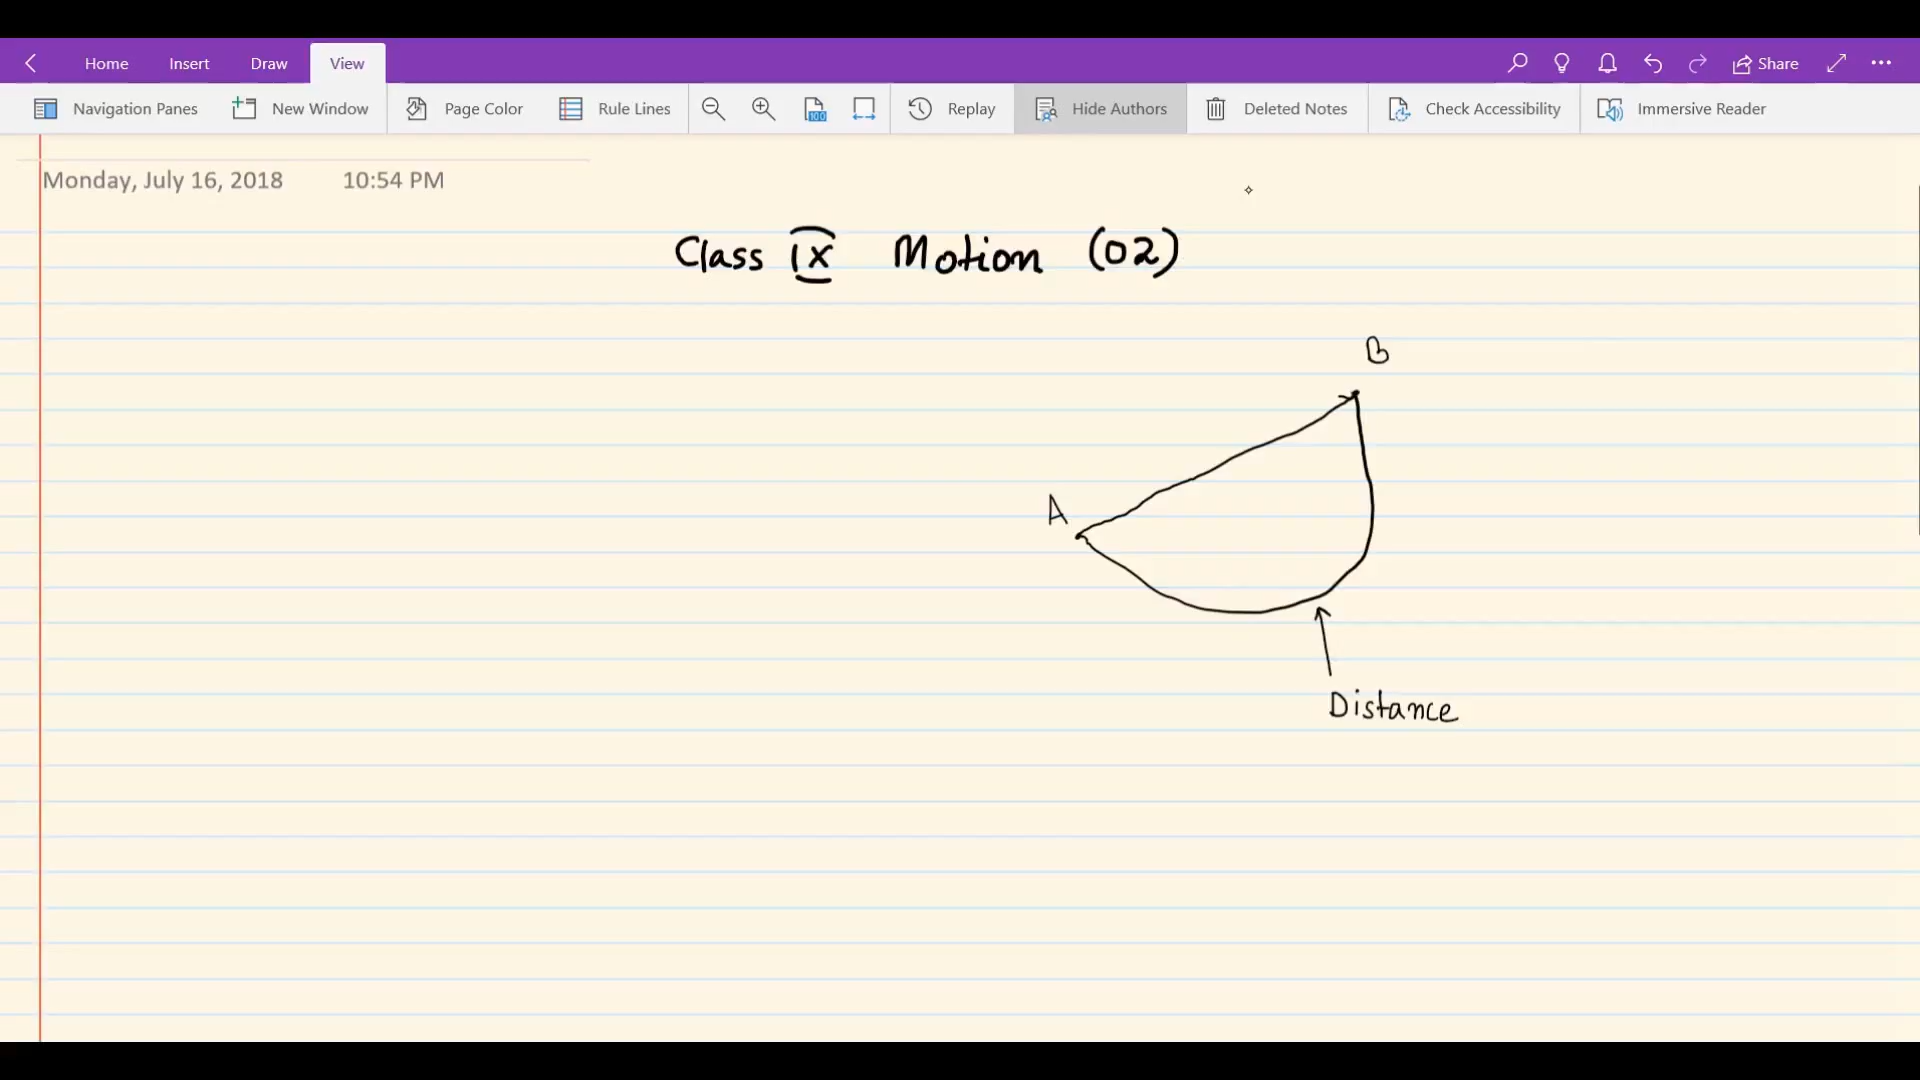 Home Insert Draw View Share
Navigation Panes New Window Page Color Rule Lines 100 Replay Hide Authors Deleted Notes Check Accessibility Immersive Reader
Monday, July 16, 2018 10:54 PM
Class IX Motion (02)
B
A
Distance